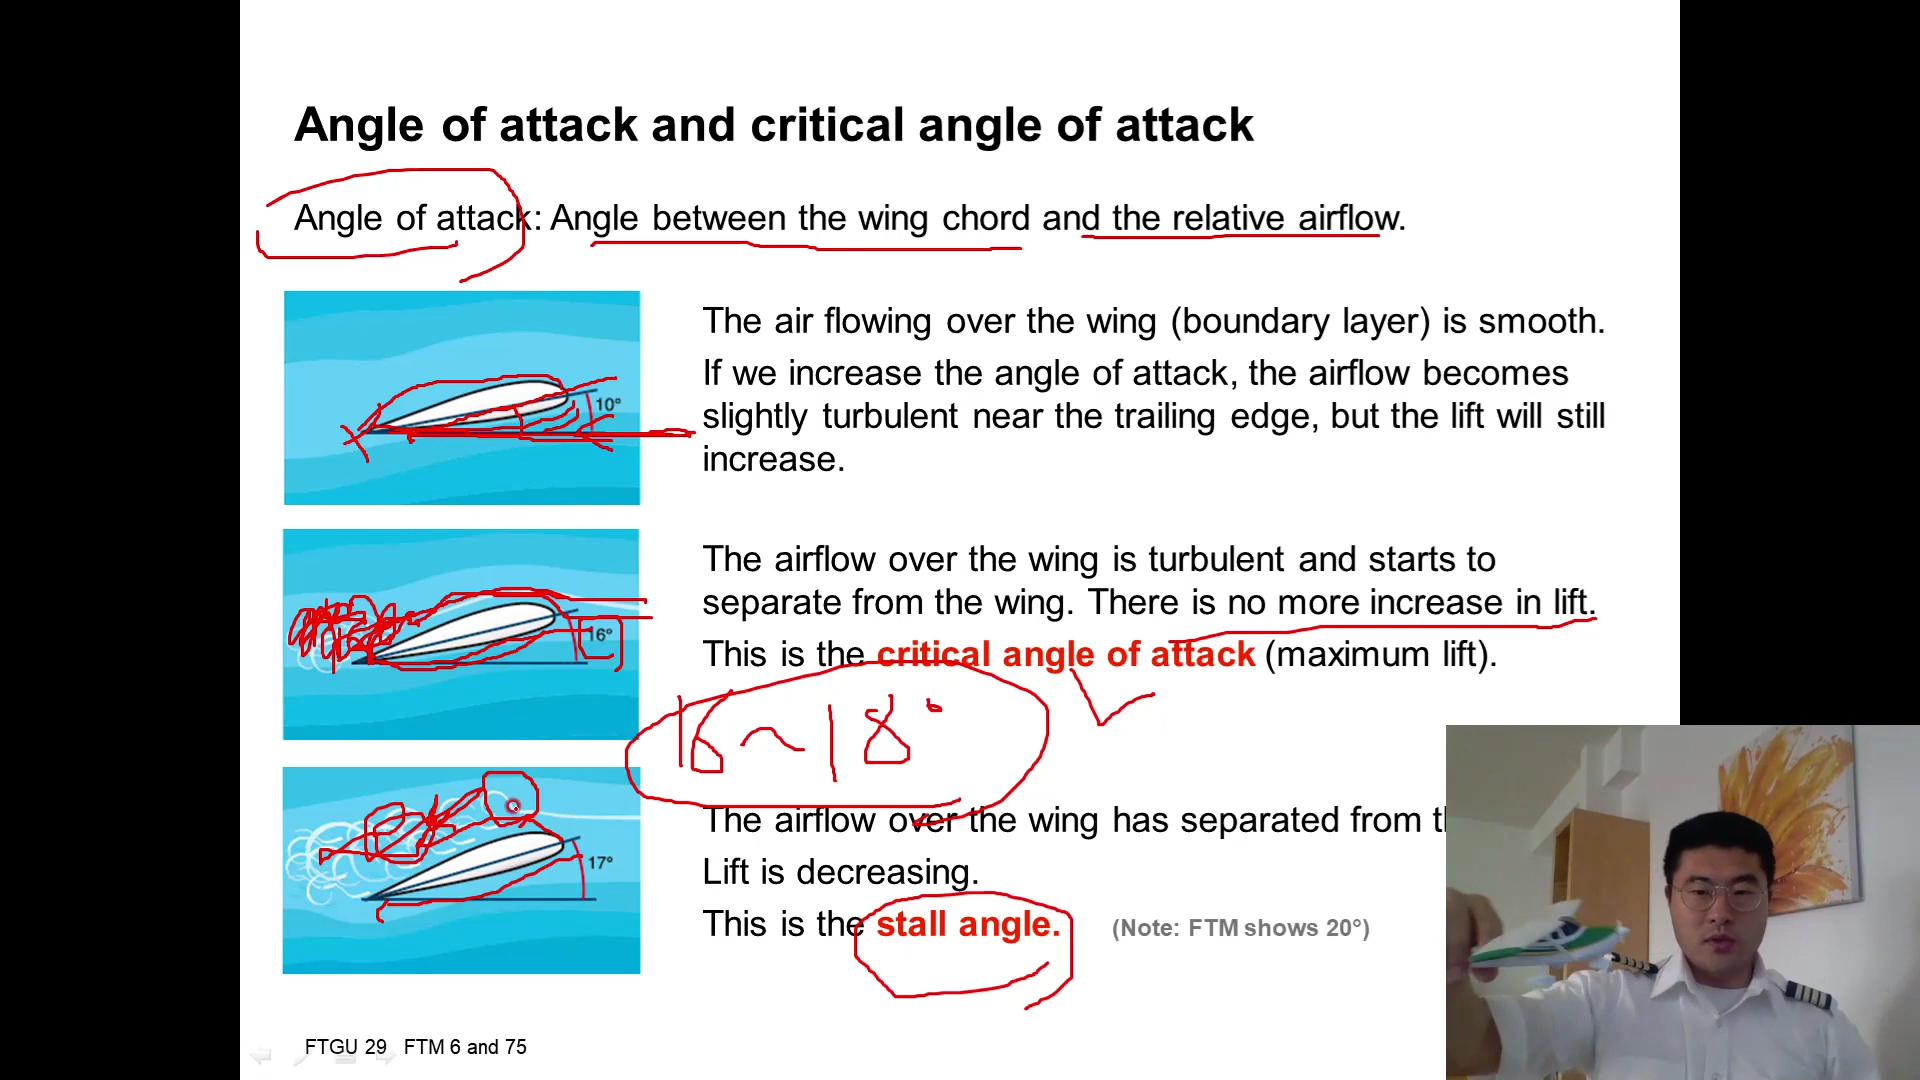 Angle of attack and critical angle of attack
Angle of attack: Angle between the wing chord and the relative airflow.
The air flowing over the wing (boundary layer) is smooth.
If we increase the angle of attack, the airflow becomes
slightly turbulent near the trailing edge, but the lift will still
increase.
10°
The airflow over the wing is turbulent and starts to
separate from the wing. There is no more increase in lift.
This is the critical angle of attack (maximum lift).
16°
16~18°
The airflow over the wing has separated from
Lift is decreasing.
This is the stall angle. (Note: FTM shows 20°)
17°
FTGU 29 FTM 6 and 75